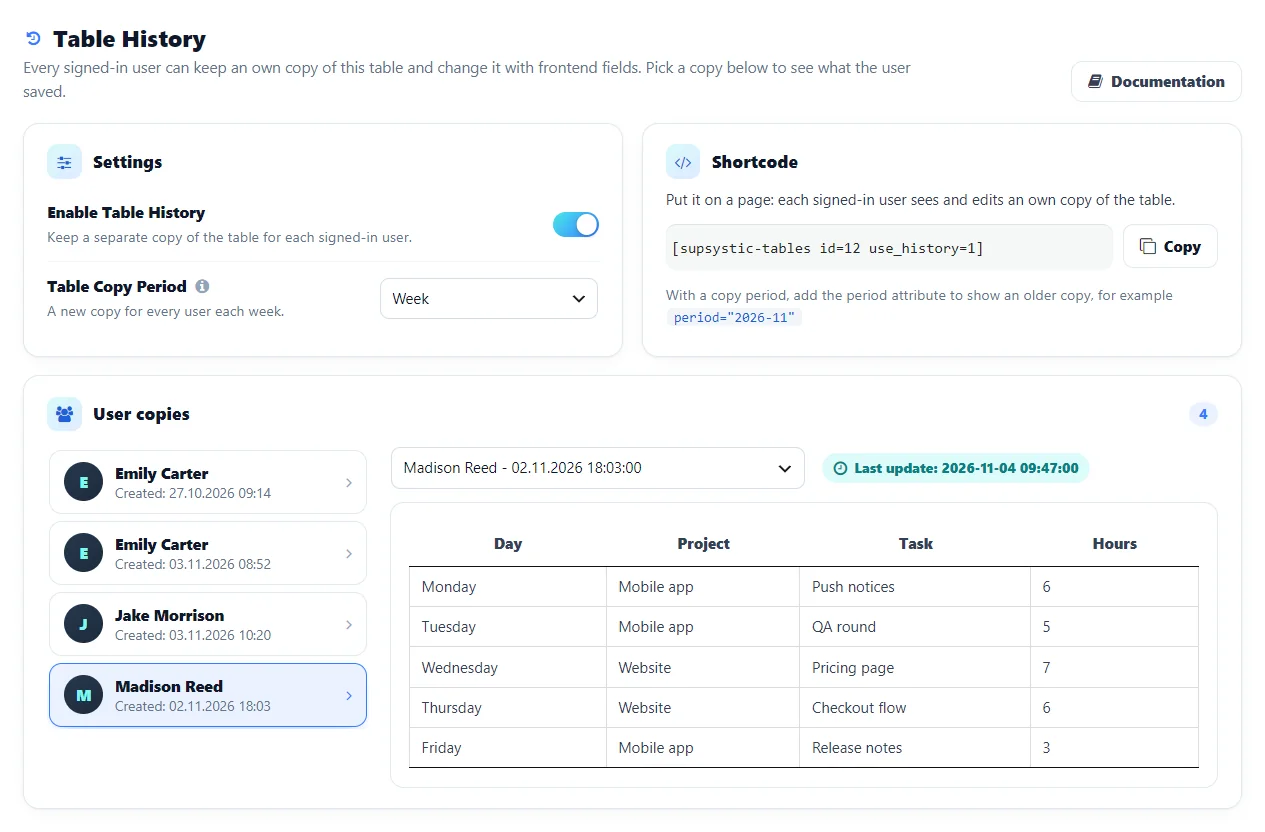 Table History
Every signed-in user can keep an own copy of this table and change it with frontend fields. Pick a copy below to see what the user
saved.
Documentation
Settings
Enable Table History
Keep a separate copy of the table for each signed-in user.
Table Copy Period
A new copy for every user each week.
Week
Shortcode
Put it on a page: each signed-in user sees and edits an own copy of the table.
[supsystic-tables id=12 use_history=1]
Copy
With a copy period, add the period attribute to show an older copy, for example
period="2026-11"
User copies
4
E
Emily Carter
Created: 27.10.2026 09:14
E
Emily Carter
Created: 03.11.2026 08:52
J
Jake Morrison
Created: 03.11.2026 10:20
M
Madison Reed
Created: 02.11.2026 18:03
Madison Reed - 02.11.2026 18:03:00
Last update: 2026-11-04 09:47:00
Day Project Task Hours
Monday Mobile app Push notices 6
Tuesday Mobile app QA round 5
Wednesday Website Pricing page 7
Thursday Website Checkout flow 6
Friday Mobile app Release notes 3